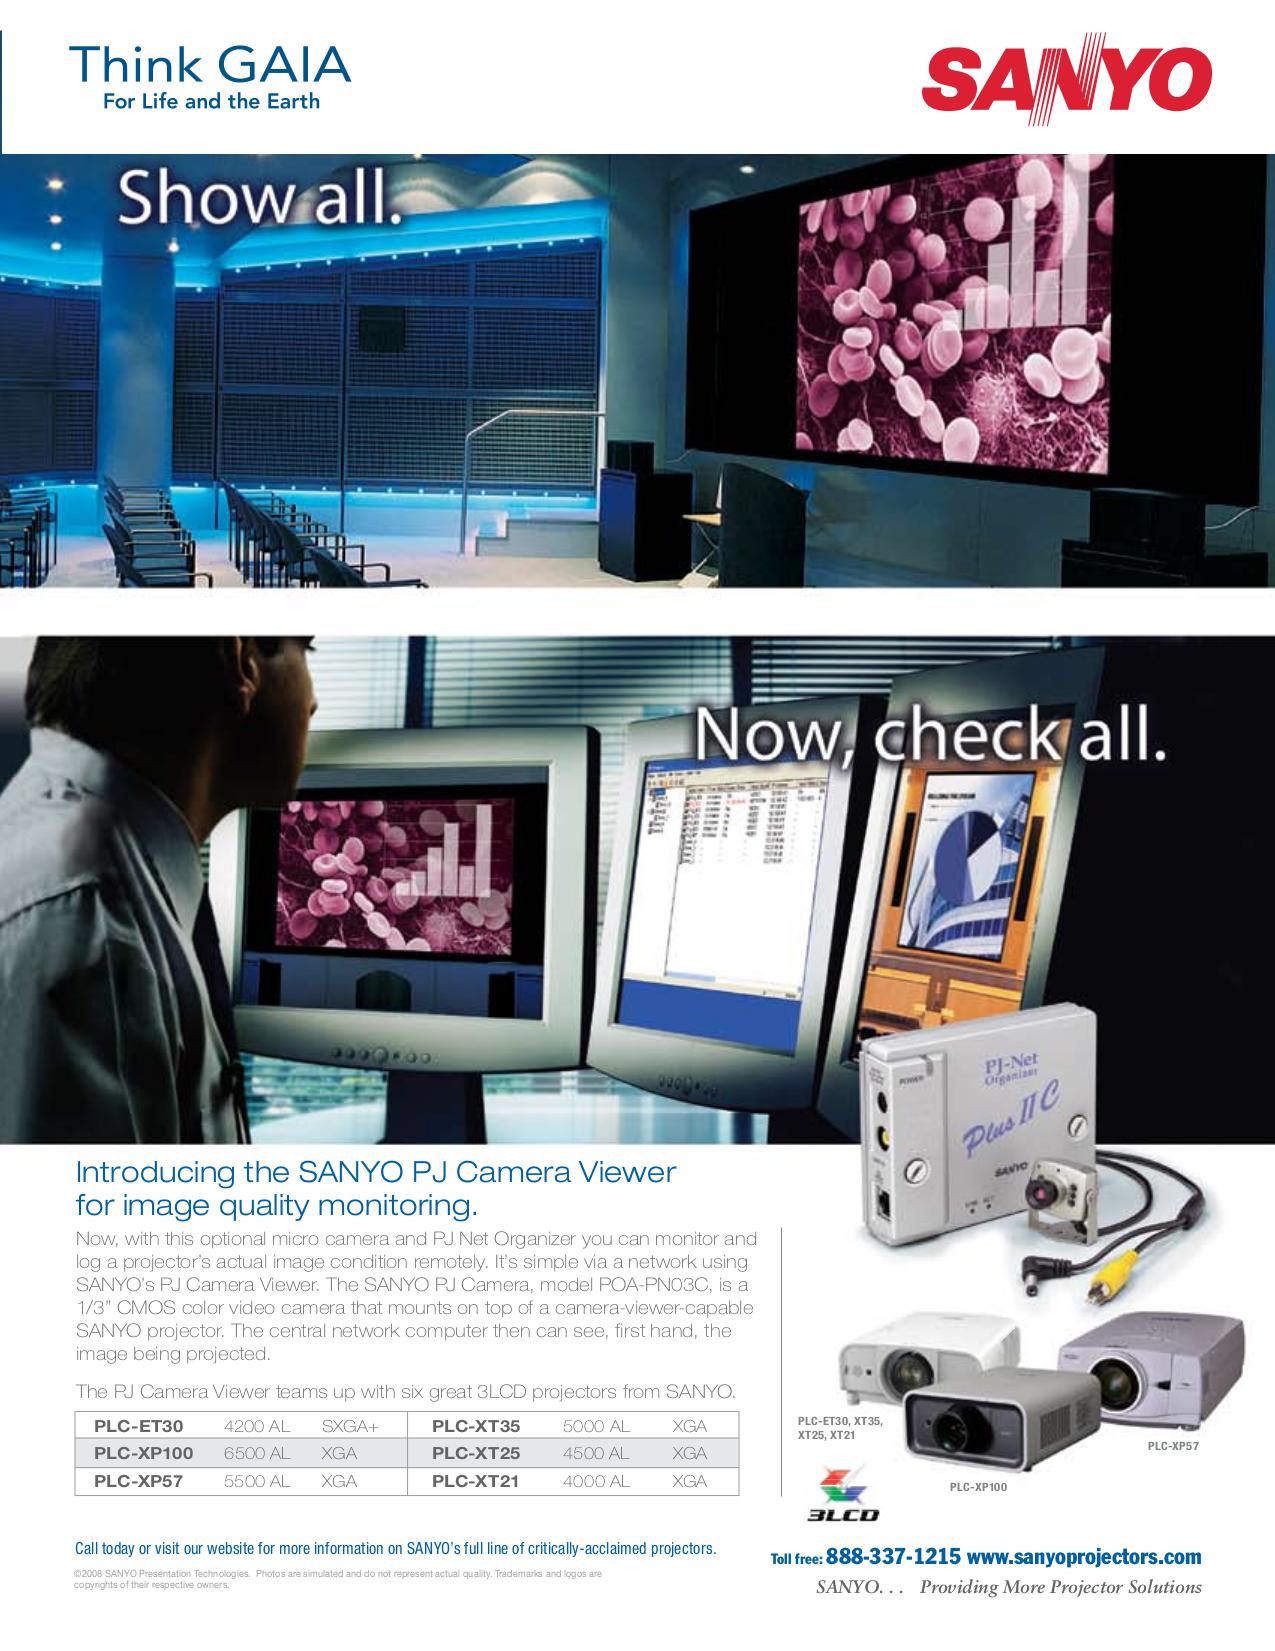 Think GAIA
For Life and the Earth
SANYO
Show all.
Now, check all.
PJ-Net
Organizer
Plus II C
POWER
SANYO
Introducing the SANYO PJ Camera Viewer
for image quality monitoring.
Now, with this optional micro camera and PJ Net Organizer you can monitor and
log a projector's actual image condition remotely. It's simple via a network using
SANYO's PJ Camera Viewer. The SANYO PJ Camera, model POA-PN03C, is a
1/3” CMOS color video camera that mounts on top of a camera-viewer-capable
SANYO projector. The central network computer then can see, first hand, the
image being projected.
The PJ Camera Viewer teams up with six great 3LCD projectors from SANYO.
PLC-ET30 4200 AL SXGA+ PLC-XT35 5000 AL XGA
PLC-XP100 6500 AL XGA PLC-XT25 4500 AL XGA
PLC-XP57 5500 AL XGA PLC-XT21 4000 AL XGA
PLC-ET30, XT35,
XT25, XT21
PLC-XP57
PLC-XP100
3LCD
Call today or visit our website for more information on SANYO's full line of critically-acclaimed projectors.
©2008 SANYO Presentation Technologies. Photos are simulated and do not represent actual quality. Trademarks and logos are
copyrights of their respective owners.
Toll free: 888-337-1215 www.sanyoprojectors.com
SANYO. . . Providing More Projector Solutions